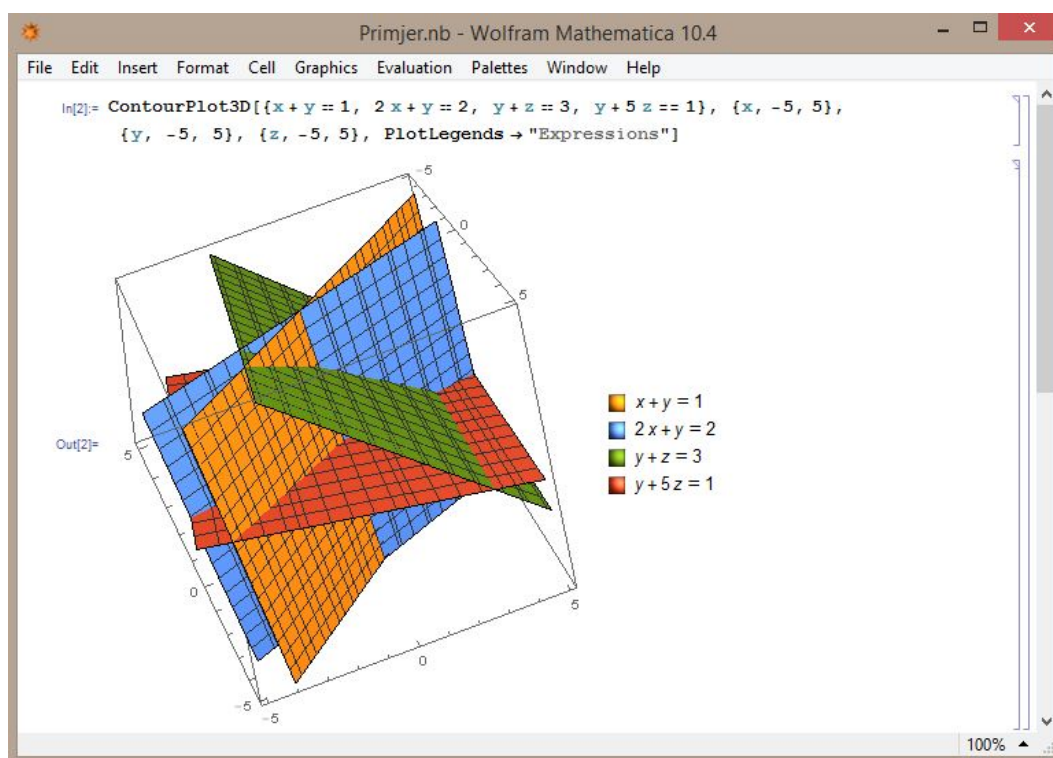 Primjer.nb - Wolfram Mathematica 10.4
File Edit Insert Format Cell Graphics Evaluation Palettes Window Help
In[2]:= ContourPlot3D[{x + y == 1, 2 x + y == 2, y + z == 3, y + 5 z == 1}, {x, -5, 5},
{y, -5, 5}, {z, -5, 5}, PlotLegends → "Expressions"]
-5
0
5
x + y = 1
2 x + y = 2
Out[2]=
5
y + z = 3
y + 5 z = 1
0
5
0
-5
-5
100%